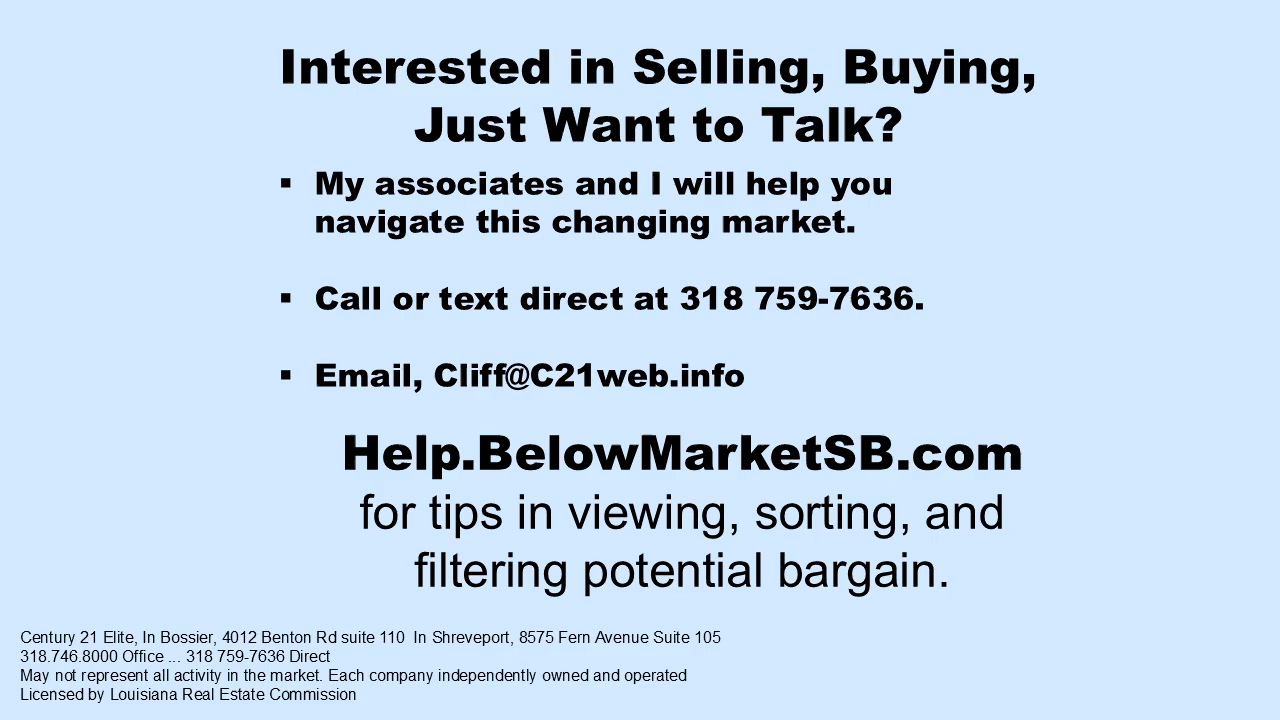 Interested in Selling, Buying,
Just Want to Talk?
▪ My associates and I will help you
navigate this changing market.
▪ Call or text direct at 318 759-7636.
▪ Email, Cliff@C21web.info
Help.BelowMarketSB.com
for tips in viewing, sorting, and
filtering potential bargain.
Century 21 Elite, In Bossier, 4012 Benton Rd suite 110  In Shreveport, 8575 Fern Avenue Suite 105
318.746.8000 Office ... 318 759-7636 Direct
May not represent all activity in the market. Each company independently owned and operated
Licensed by Louisiana Real Estate Commission